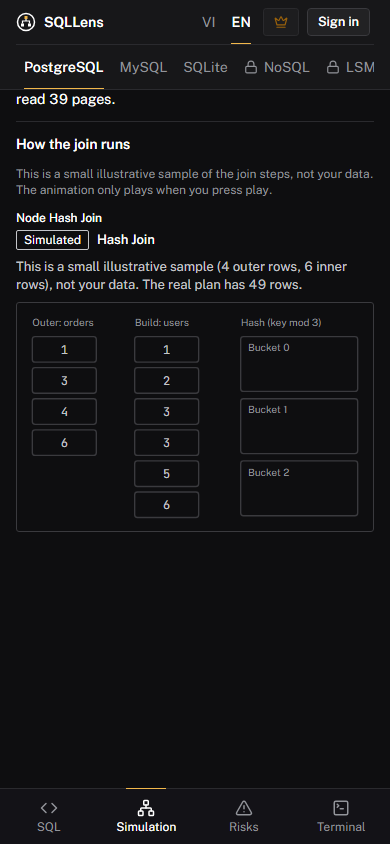 SQLLens VI EN Sign in
PostgreSQL MySQL SQLite NoSQL LSM
read 39 pages.
How the join runs
This is a small illustrative sample of the join steps, not your data.
The animation only plays when you press play.
Node Hash Join
Simulated Hash Join
This is a small illustrative sample (4 outer rows, 6 inner
rows), not your data. The real plan has 49 rows.
Outer: orders Build: users Hash (key mod 3)
1 1 Bucket 0
3 2
4 3 Bucket 1
6 3
5 Bucket 2
6
SQL Simulation Risks Terminal